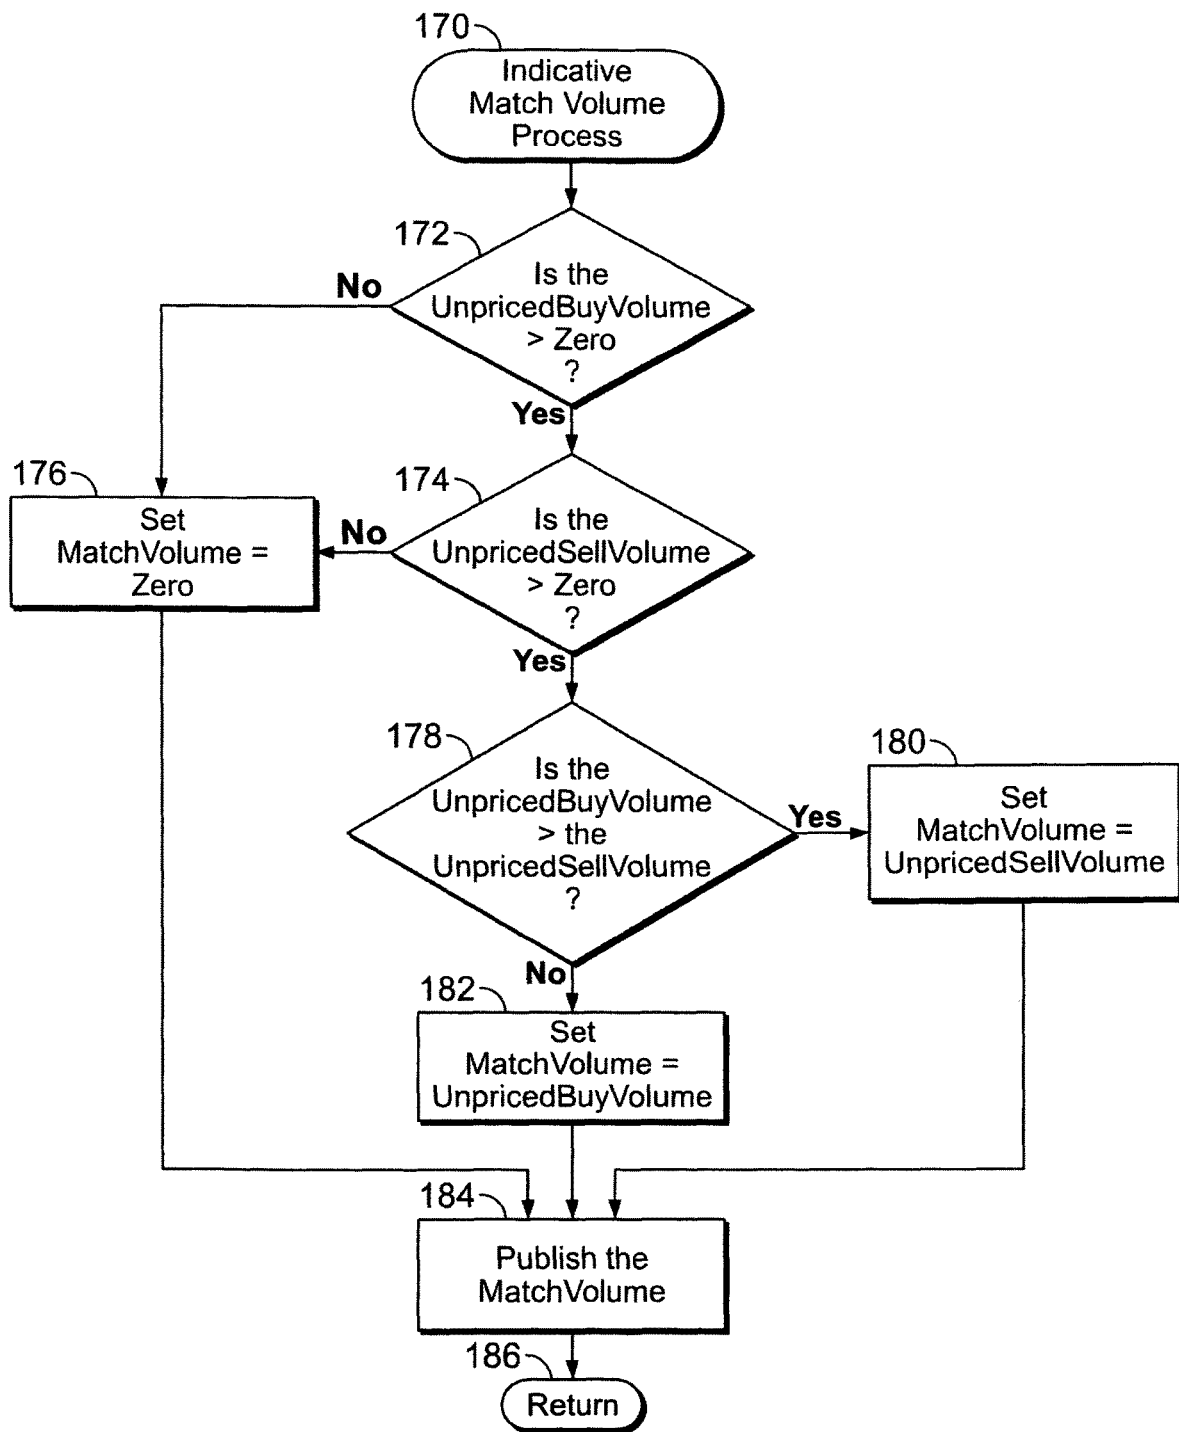 170
Indicative
Match Volume
Process
172
Is the
UnpricedBuyVolume
> Zero
?
No
Yes
174
Is the
UnpricedSellVolume
> Zero
?
No
Yes
176
Set
MatchVolume =
Zero
178
Is the
UnpricedBuyVolume
> the
UnpricedSellVolume
?
Yes
No
180
Set
MatchVolume =
UnpricedSellVolume
182
Set
MatchVolume =
UnpricedBuyVolume
184
Publish the
MatchVolume
186
Return